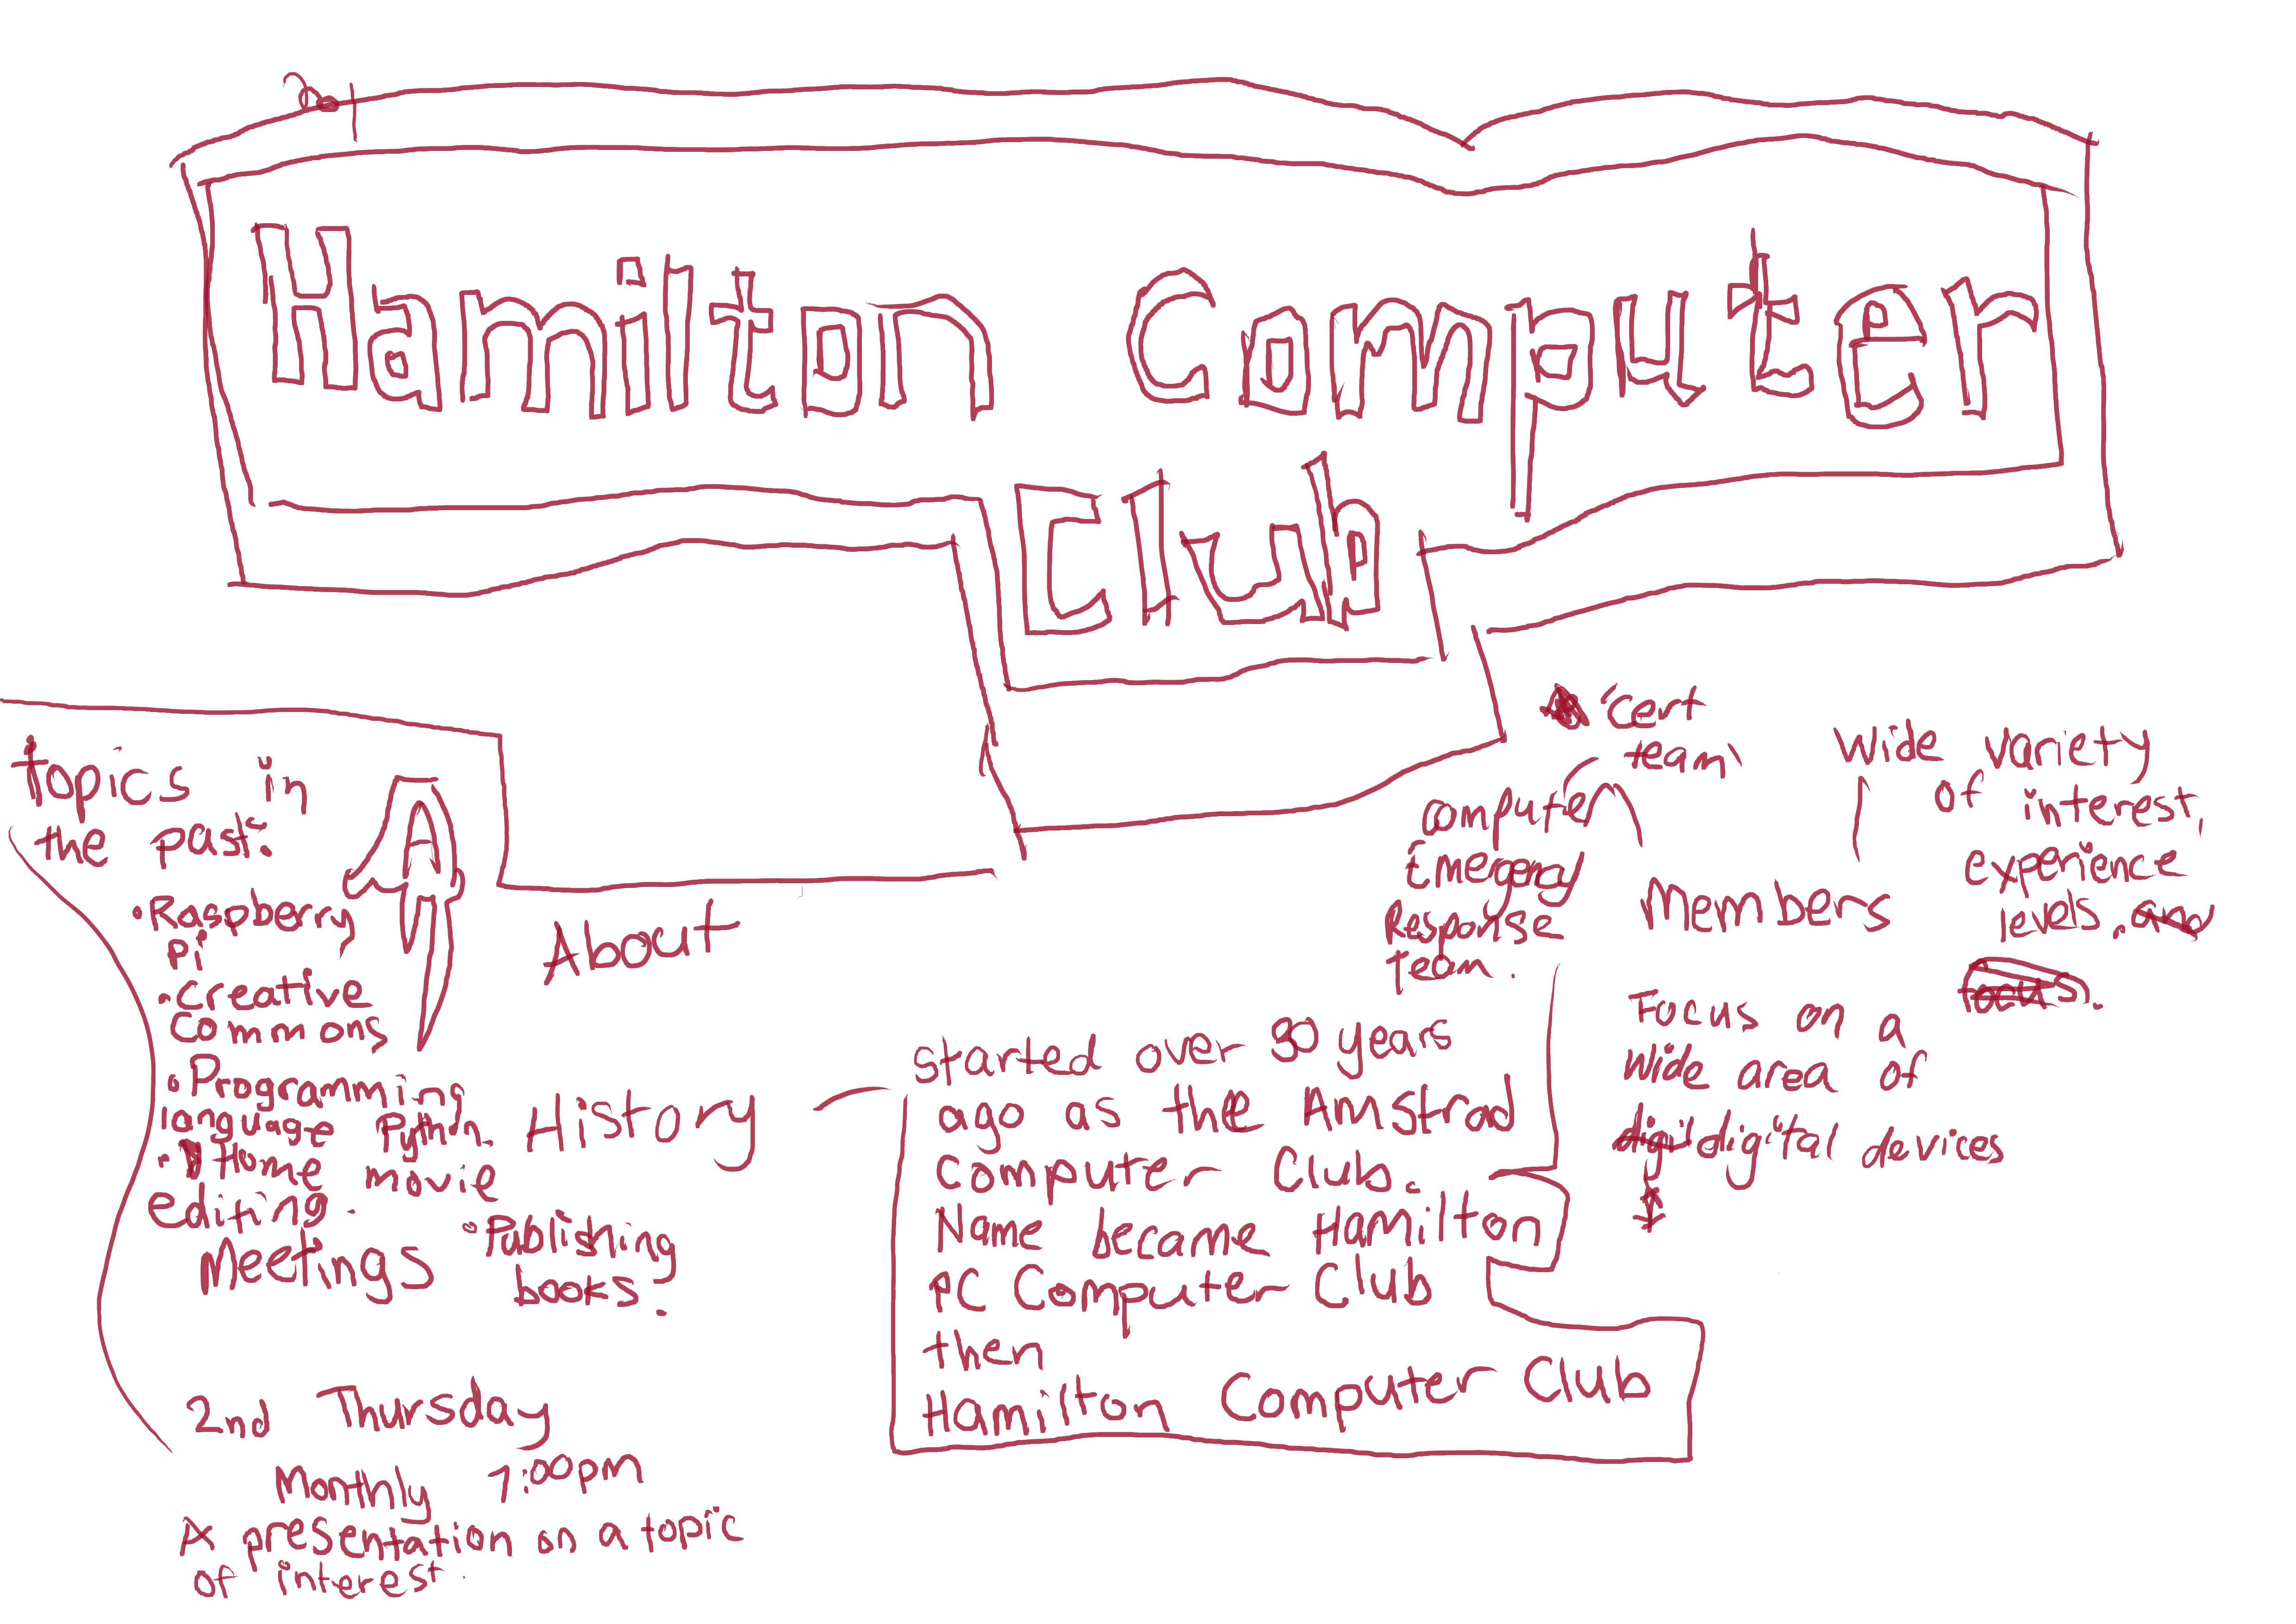 Hamilton Computer
Club
topics in
the past:
•Raspberry
Pi
•Creative
Commons
•Programming
language Python.
•Home movie
editing.
•Publishing
books.
Meetings
2nd Thursday
Monthly
A presentation on a topic
of interest.
About
History
started over 30 years
ago as the Amstrad
Computer Club.
Name became Hamilton
PC Computer Club
then
Hamilton Computer Club
'Cert
team'
Computer
Emegency
Response
Team.
Members
Wide variety
of interest,
experience
levels. and
focus.
Focus on a
Wide area of
digi digital devices